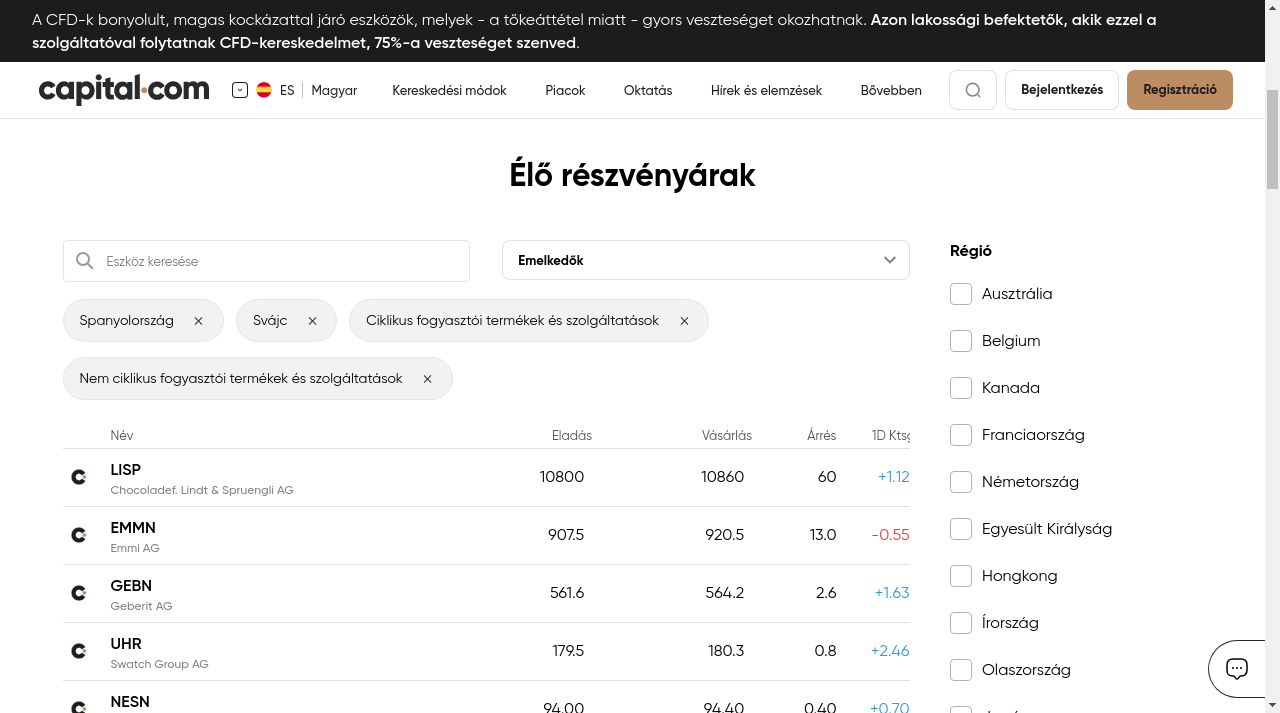 A CFD-k bonyolult, magas kockázattal járó eszközök, melyek - a tőkeáttétel miatt - gyors veszteséget okozhatnak. Azon lakossági befektetők, akik ezzel a
szolgáltatóval folytatnak CFD-kereskedelmet, 75%-a veszteséget szenved.
capital.com
ES
Magyar
Kereskedési módok
Piacok
Oktatás
Hírek és elemzések
Bővebben
Bejelentkezés
Regisztráció
Élő részvényárak
Eszköz keresése
Emelkedők
Spanyolország
Svájc
Ciklikus fogyasztói termékek és szolgáltatások
Nem ciklikus fogyasztói termékek és szolgáltatások
Név Eladás Vásárlás Árrés 1D Ktsg
LISP 10800 10860 60 +1.12
Chocoladef. Lindt & Spruengli AG
EMMN 907.5 920.5 13.0 -0.55
Emmi AG
GEBN 561.6 564.2 2.6 +1.63
Geberit AG
UHR 179.5 180.3 0.8 +2.46
Swatch Group AG
NESN 94.00 94.40 0.40 +0.70
Régió
Ausztrália
Belgium
Kanada
Franciaország
Németország
Egyesült Királyság
Hongkong
Írország
Olaszország